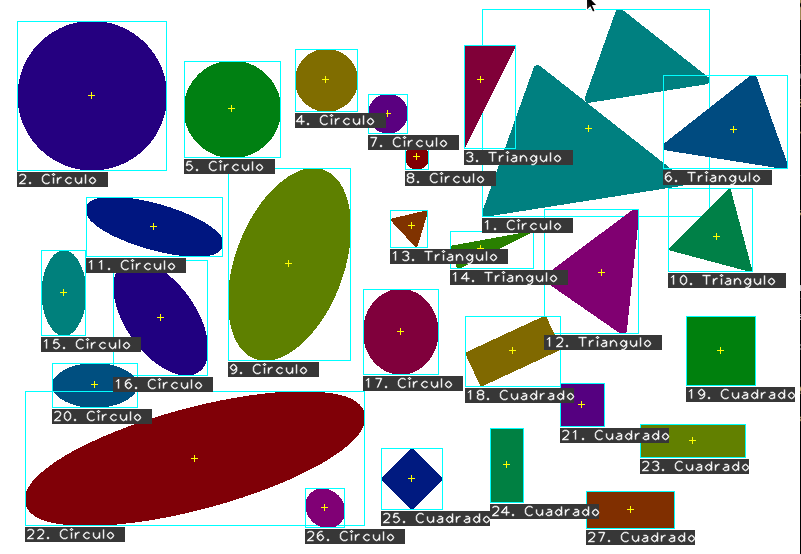 4. Circulo
7. Circulo
3. Triangulo
5. Circulo
2. Circulo
8. Circulo
6. Triangulo
1. Circulo
13. Triangulo
11. Circulo
14. Triangulo
10. Triangulo
15. Circulo
12. Triangulo
9. Circulo
16. Circulo
17. Circulo
18. Cuadrado
19. Cuadrado
20. Circulo
21. Cuadrado
23. Cuadrado
24. Cuadrado
25. Cuadrado
22. Circulo
26. Circulo
27. Cuadrado